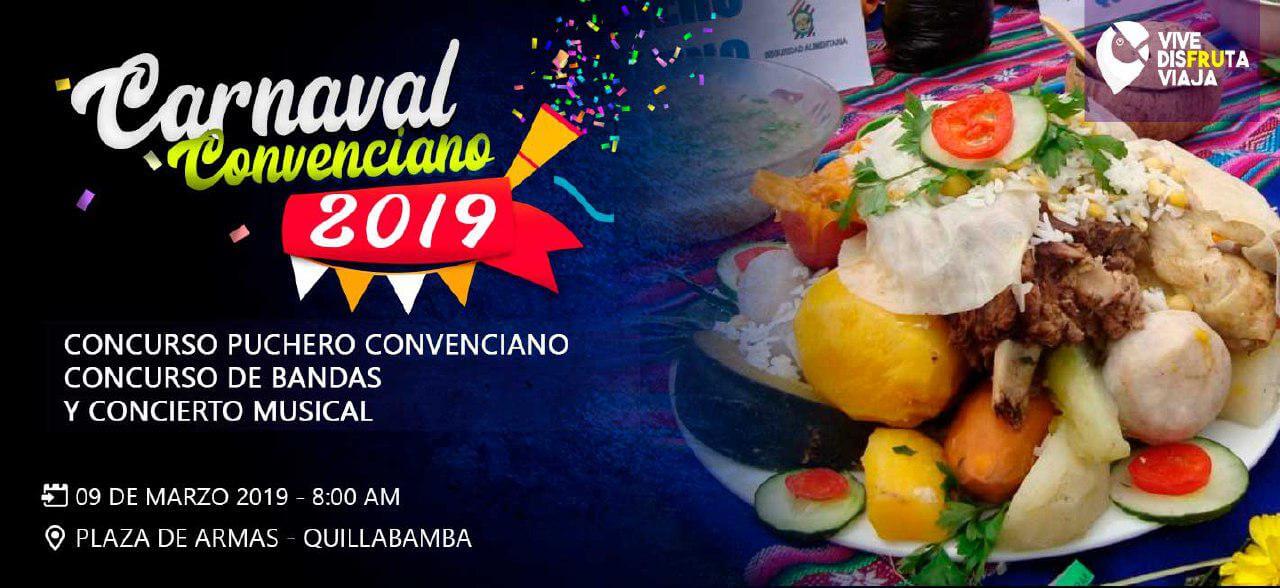 Carnaval
Convenciano
2019
CONCURSO PUCHERO CONVENCIANO
CONCURSO DE BANDAS
Y CONCIERTO MUSICAL
09 DE MARZO 2019 - 8:00 AM
PLAZA DE ARMAS - QUILLABAMBA
VIVE
DISFRUTA
VIAJA
SEGURIDAD ALIMENTARIA